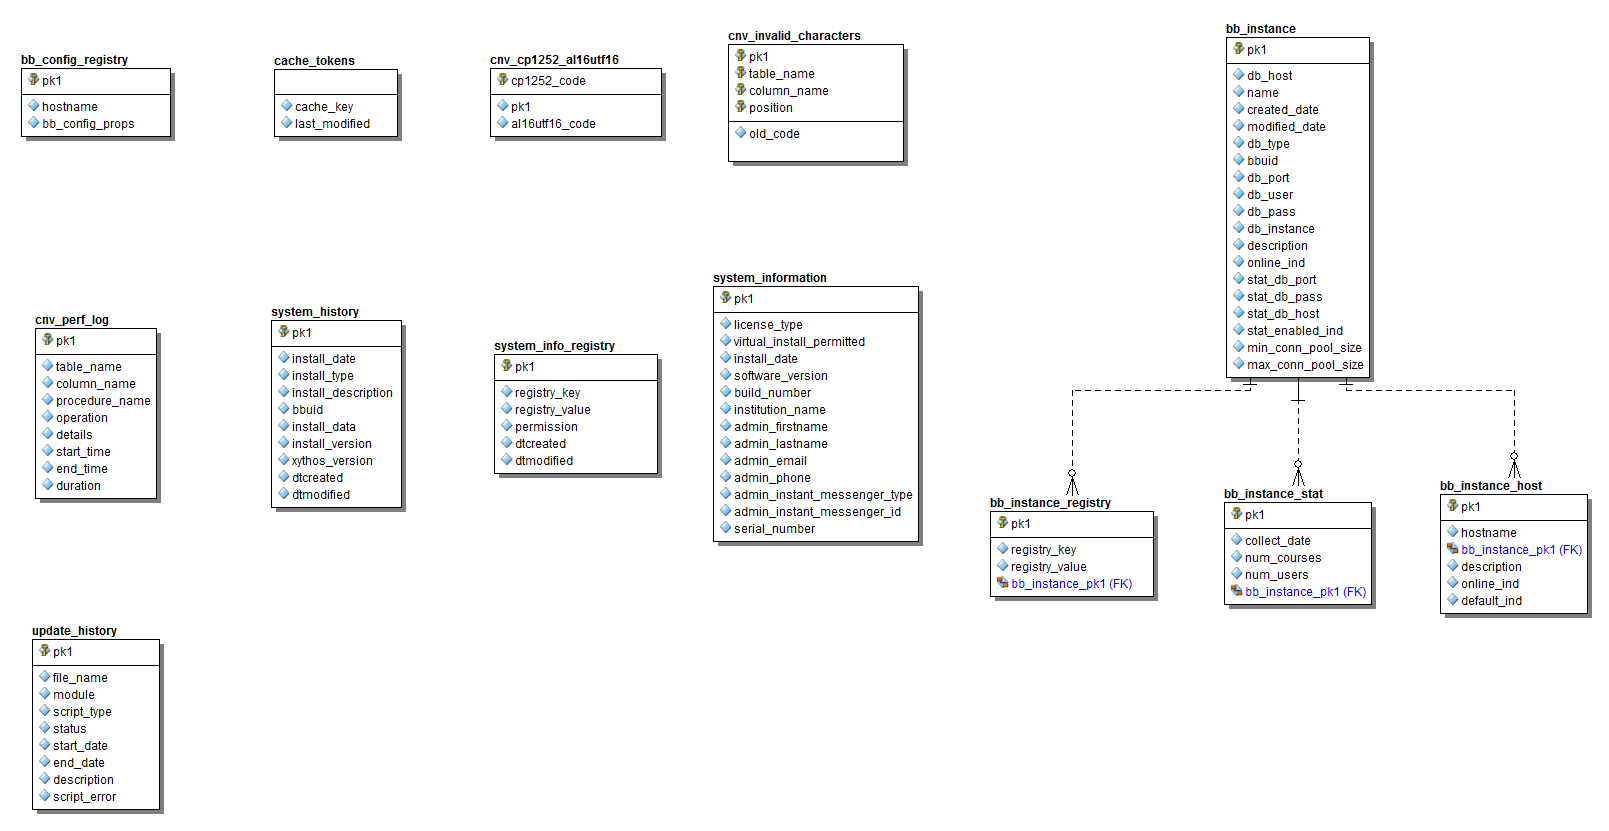 bb_config_registry
pk1
hostname
bb_config_props
cache_tokens
cache_key
last_modified
cnv_cp1252_al16utf16
cp1252_code
pk1
al16utf16_code
cnv_invalid_characters
pk1
table_name
column_name
position
old_code
bb_instance
pk1
db_host
name
created_date
modified_date
db_type
bbuid
db_port
db_user
db_pass
db_instance
description
online_ind
stat_db_port
stat_db_pass
stat_db_host
stat_enabled_ind
min_conn_pool_size
max_conn_pool_size
cnv_perf_log
pk1
table_name
column_name
procedure_name
operation
details
start_time
end_time
duration
system_history
pk1
install_date
install_type
install_description
bbuid
install_data
install_version
xythos_version
dtcreated
dtmodified
system_info_registry
pk1
registry_key
registry_value
permission
dtcreated
dtmodified
system_information
pk1
license_type
virtual_install_permitted
install_date
software_version
build_number
institution_name
admin_firstname
admin_lastname
admin_email
admin_phone
admin_instant_messenger_type
admin_instant_messenger_id
serial_number
bb_instance_registry
pk1
registry_key
registry_value
bb_instance_pk1 (FK)
bb_instance_stat
pk1
collect_date
num_courses
num_users
bb_instance_pk1 (FK)
bb_instance_host
pk1
hostname
bb_instance_pk1 (FK)
description
online_ind
default_ind
update_history
pk1
file_name
module
script_type
status
start_date
end_date
description
script_error